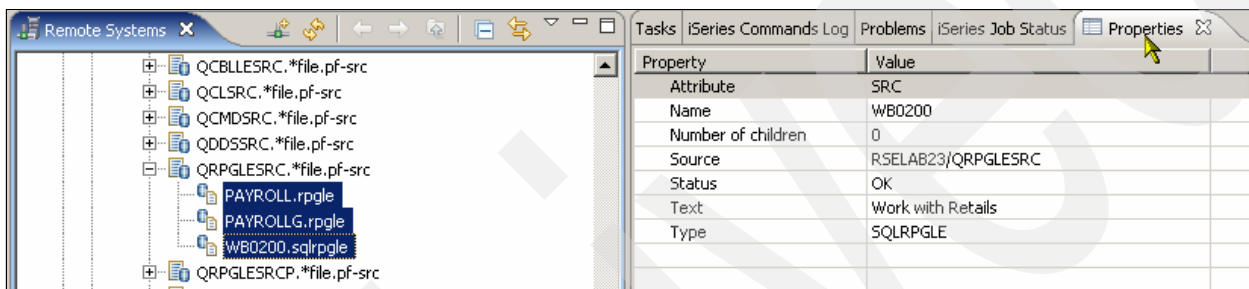 Remote Systems
QCBLLESRC.*file.pf-src
QCLSRC.*file.pf-src
QCMDSRC.*file.pf-src
QDDSSRC.*file.pf-src
QRPGLESRC.*file.pf-src
PAYROLL.rpgle
PAYROLLG.rpgle
WB0200.sqlrpgle
QRPGLESRCP.*file.pf-src
Tasks iSeries Commands Log Problems iSeries Job Status Properties
Property Value
Attribute SRC
Name WB0200
Number of children 0
Source RSELAB23/QRPGLESRC
Status OK
Text Work with Retails
Type SQLRPGLE